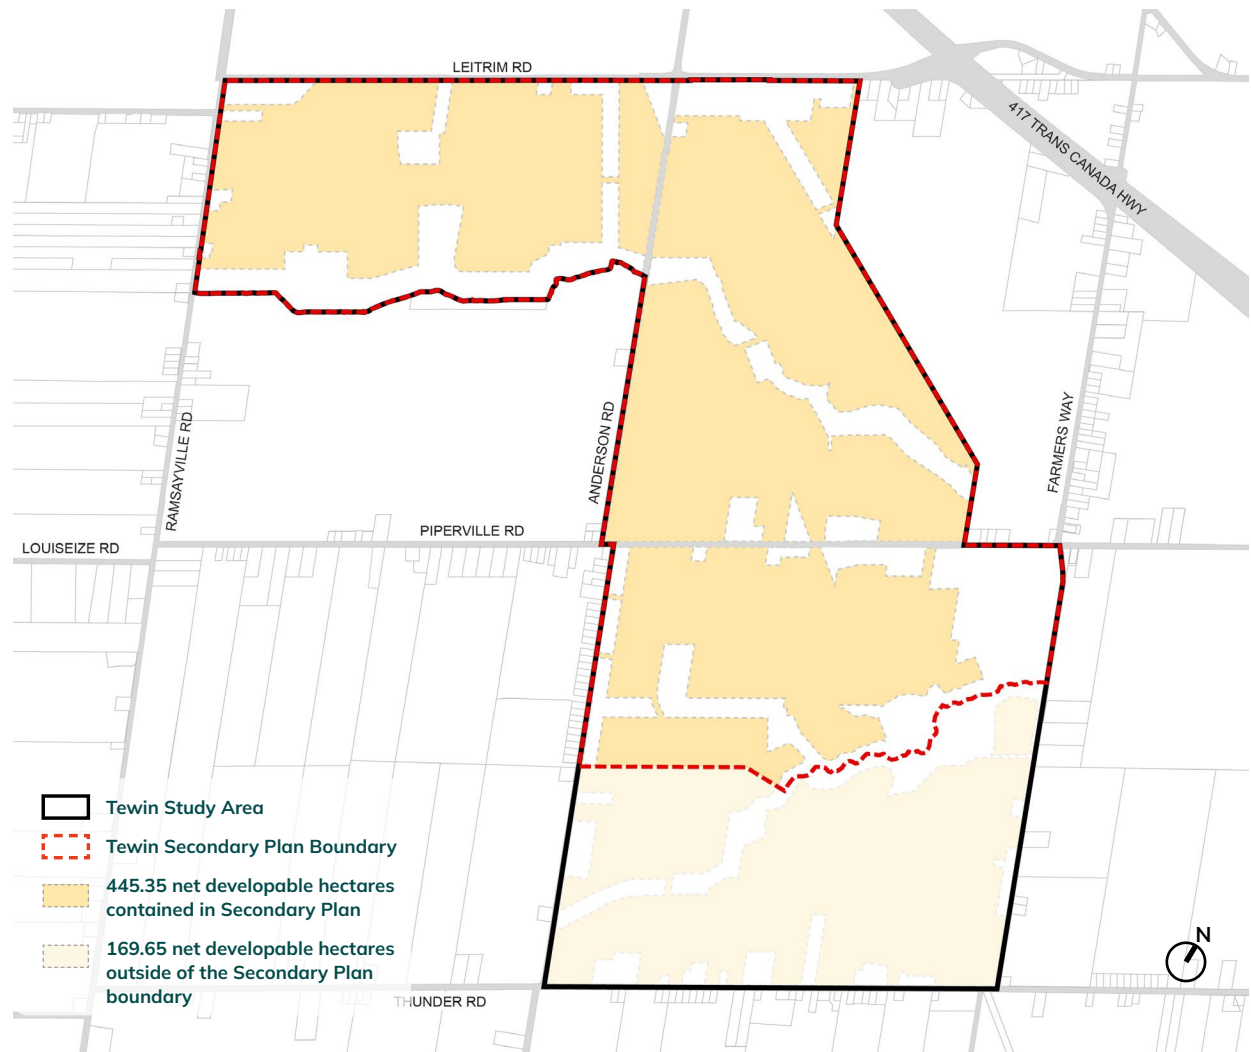 LEITRIM RD
417 TRANS CANADA HWY
RAMSAYVILLE RD
ANDERSON RD
FARMERS WAY
PIPERVILLE RD
LOUISEIZE RD
Tewin Study Area
Tewin Secondary Plan Boundary
445.35 net developable hectares
contained in Secondary Plan
169.65 net developable hectares
outside of the Secondary Plan
boundary
N
THUNDER RD